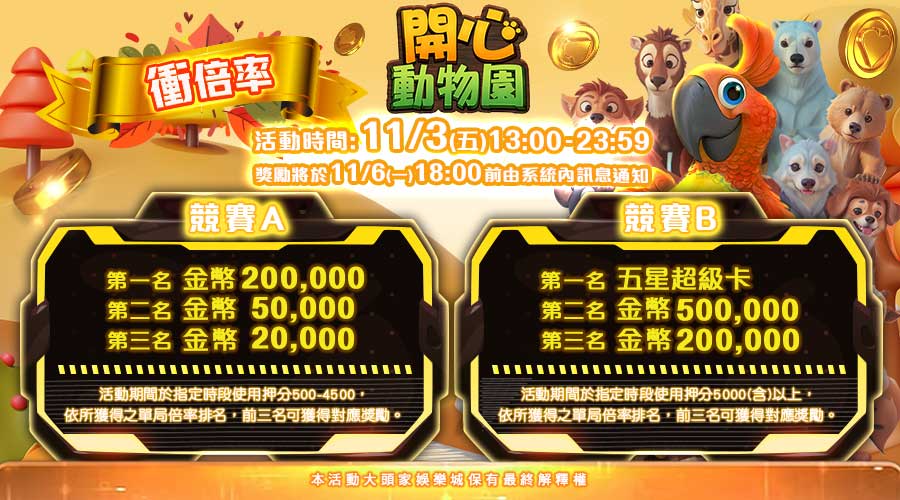 衝倍率
開心
動物園
活動時間:11/3(五)13:00-23:59
獎勵將於11/6(一)18:00前由系統內訊息通知
競賽A
第一名 金幣 200,000
第二名 金幣 50,000
第三名 金幣 20,000
活動期間於指定時段使用押分500-4500,
依所獲得之單局倍率排名,前三名可獲得對應獎勵。
競賽B
第一名 五星超級卡
第二名 金幣 500,000
第三名 金幣 200,000
活動期間於指定時段使用押分5000(含)以上,
依所獲得之單局倍率排名,前三名可獲得對應獎勵。
本活動大頭家娛樂城保有最終解釋權